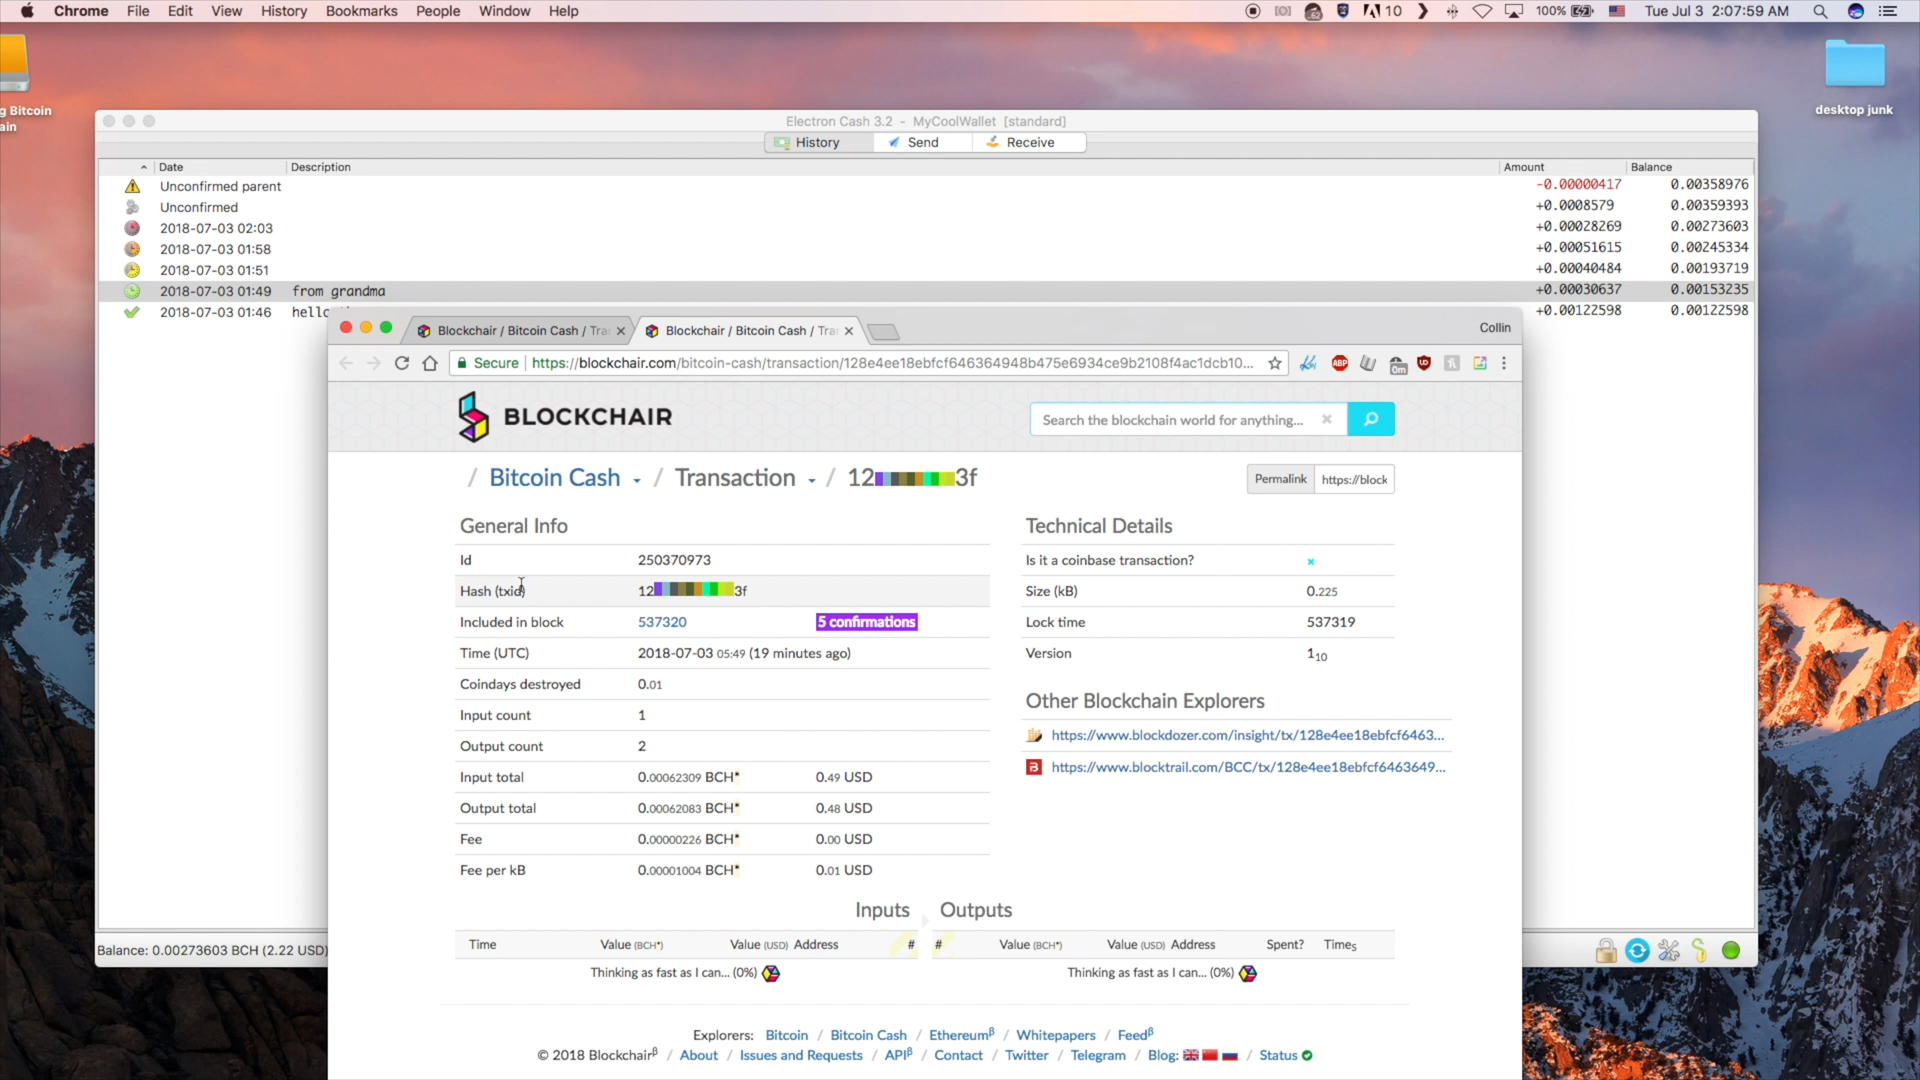 Chrome File Edit View History Bookmarks People Window Help
10 100% Tue Jul 3 2:07:59 AM
g Bitcoin
ain
desktop junk
Electron Cash 3.2 - MyCoolWallet [standard]
History Send Receive
Date Description Amount Balance
Unconfirmed parent -0.00000417 0.00358976
Unconfirmed +0.0008579 0.00359393
2018-07-03 02:03 +0.00028269 0.00273603
2018-07-03 01:58 +0.00051615 0.00245334
2018-07-03 01:51 +0.00040484 0.00193719
2018-07-03 01:49 from grandma +0.00030637 0.00153235
2018-07-03 01:46 hello +0.00122598 0.00122598
Blockchair / Bitcoin Cash / Tra Blockchair / Bitcoin Cash / Tra Collin
Secure https://blockchair.com/bitcoin-cash/transaction/128e4ee18ebfcf646364948b475e6934ce9b2108f4ac1dcb10... ABP 0m
BLOCKCHAIR
Search the blockchain world for anything...
/ Bitcoin Cash / Transaction / 12 3f
Permalink https://block
General Info
Id 250370973
Hash (txid) 12 3f
Included in block 537320 5 confirmations
Time (UTC) 2018-07-03 05:49 (19 minutes ago)
Coindays destroyed 0.01
Input count 1
Output count 2
Input total 0.00062309 BCH* 0.49 USD
Output total 0.00062083 BCH* 0.48 USD
Fee 0.00000226 BCH* 0.00 USD
Fee per kB 0.00001004 BCH* 0.01 USD
Technical Details
Is it a coinbase transaction? ×
Size (kB) 0.225
Lock time 537319
Version 1₁₀
Other Blockchain Explorers
https://www.blockdozer.com/insight/tx/128e4ee18ebfcf6463...
https://www.blocktrail.com/BCC/tx/128e4ee18ebfcf6463649...
Inputs Outputs
Time Value (BCH*) Value (USD) Address # # Value (BCH*) Value (USD) Address Spent? Times
Thinking as fast as I can... (0%) Thinking as fast as I can... (0%)
Balance: 0.00273603 BCH (2.22 USD)
Explorers: Bitcoin / Bitcoin Cash / Ethereumᵝ / Whitepapers / Feedᵝ
© 2018 Blockchairᵝ / About / Issues and Requests / APIᵝ / Contact / Twitter / Telegram / Blog: / Status